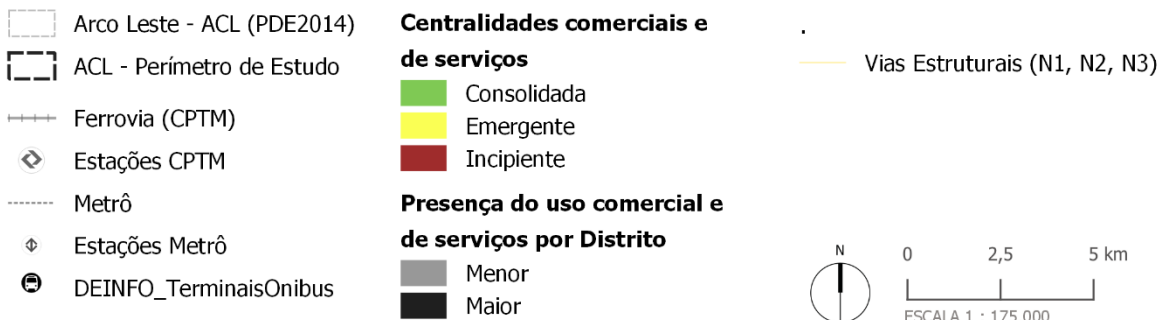 Arco Leste - ACL (PDE2014)
ACL - Perímetro de Estudo
Ferrovia (CPTM)
Estações CPTM
Metrô
Estações Metrô
DEINFO_TerminaisOnibus
Centralidades comerciais e
de serviços
Consolidada
Emergente
Incipiente
Presença do uso comercial e
de serviços por Distrito
Menor
Maior
.
Vias Estruturais (N1, N2, N3)
N
0 2,5 5 km
ESCALA 1 : 175.000